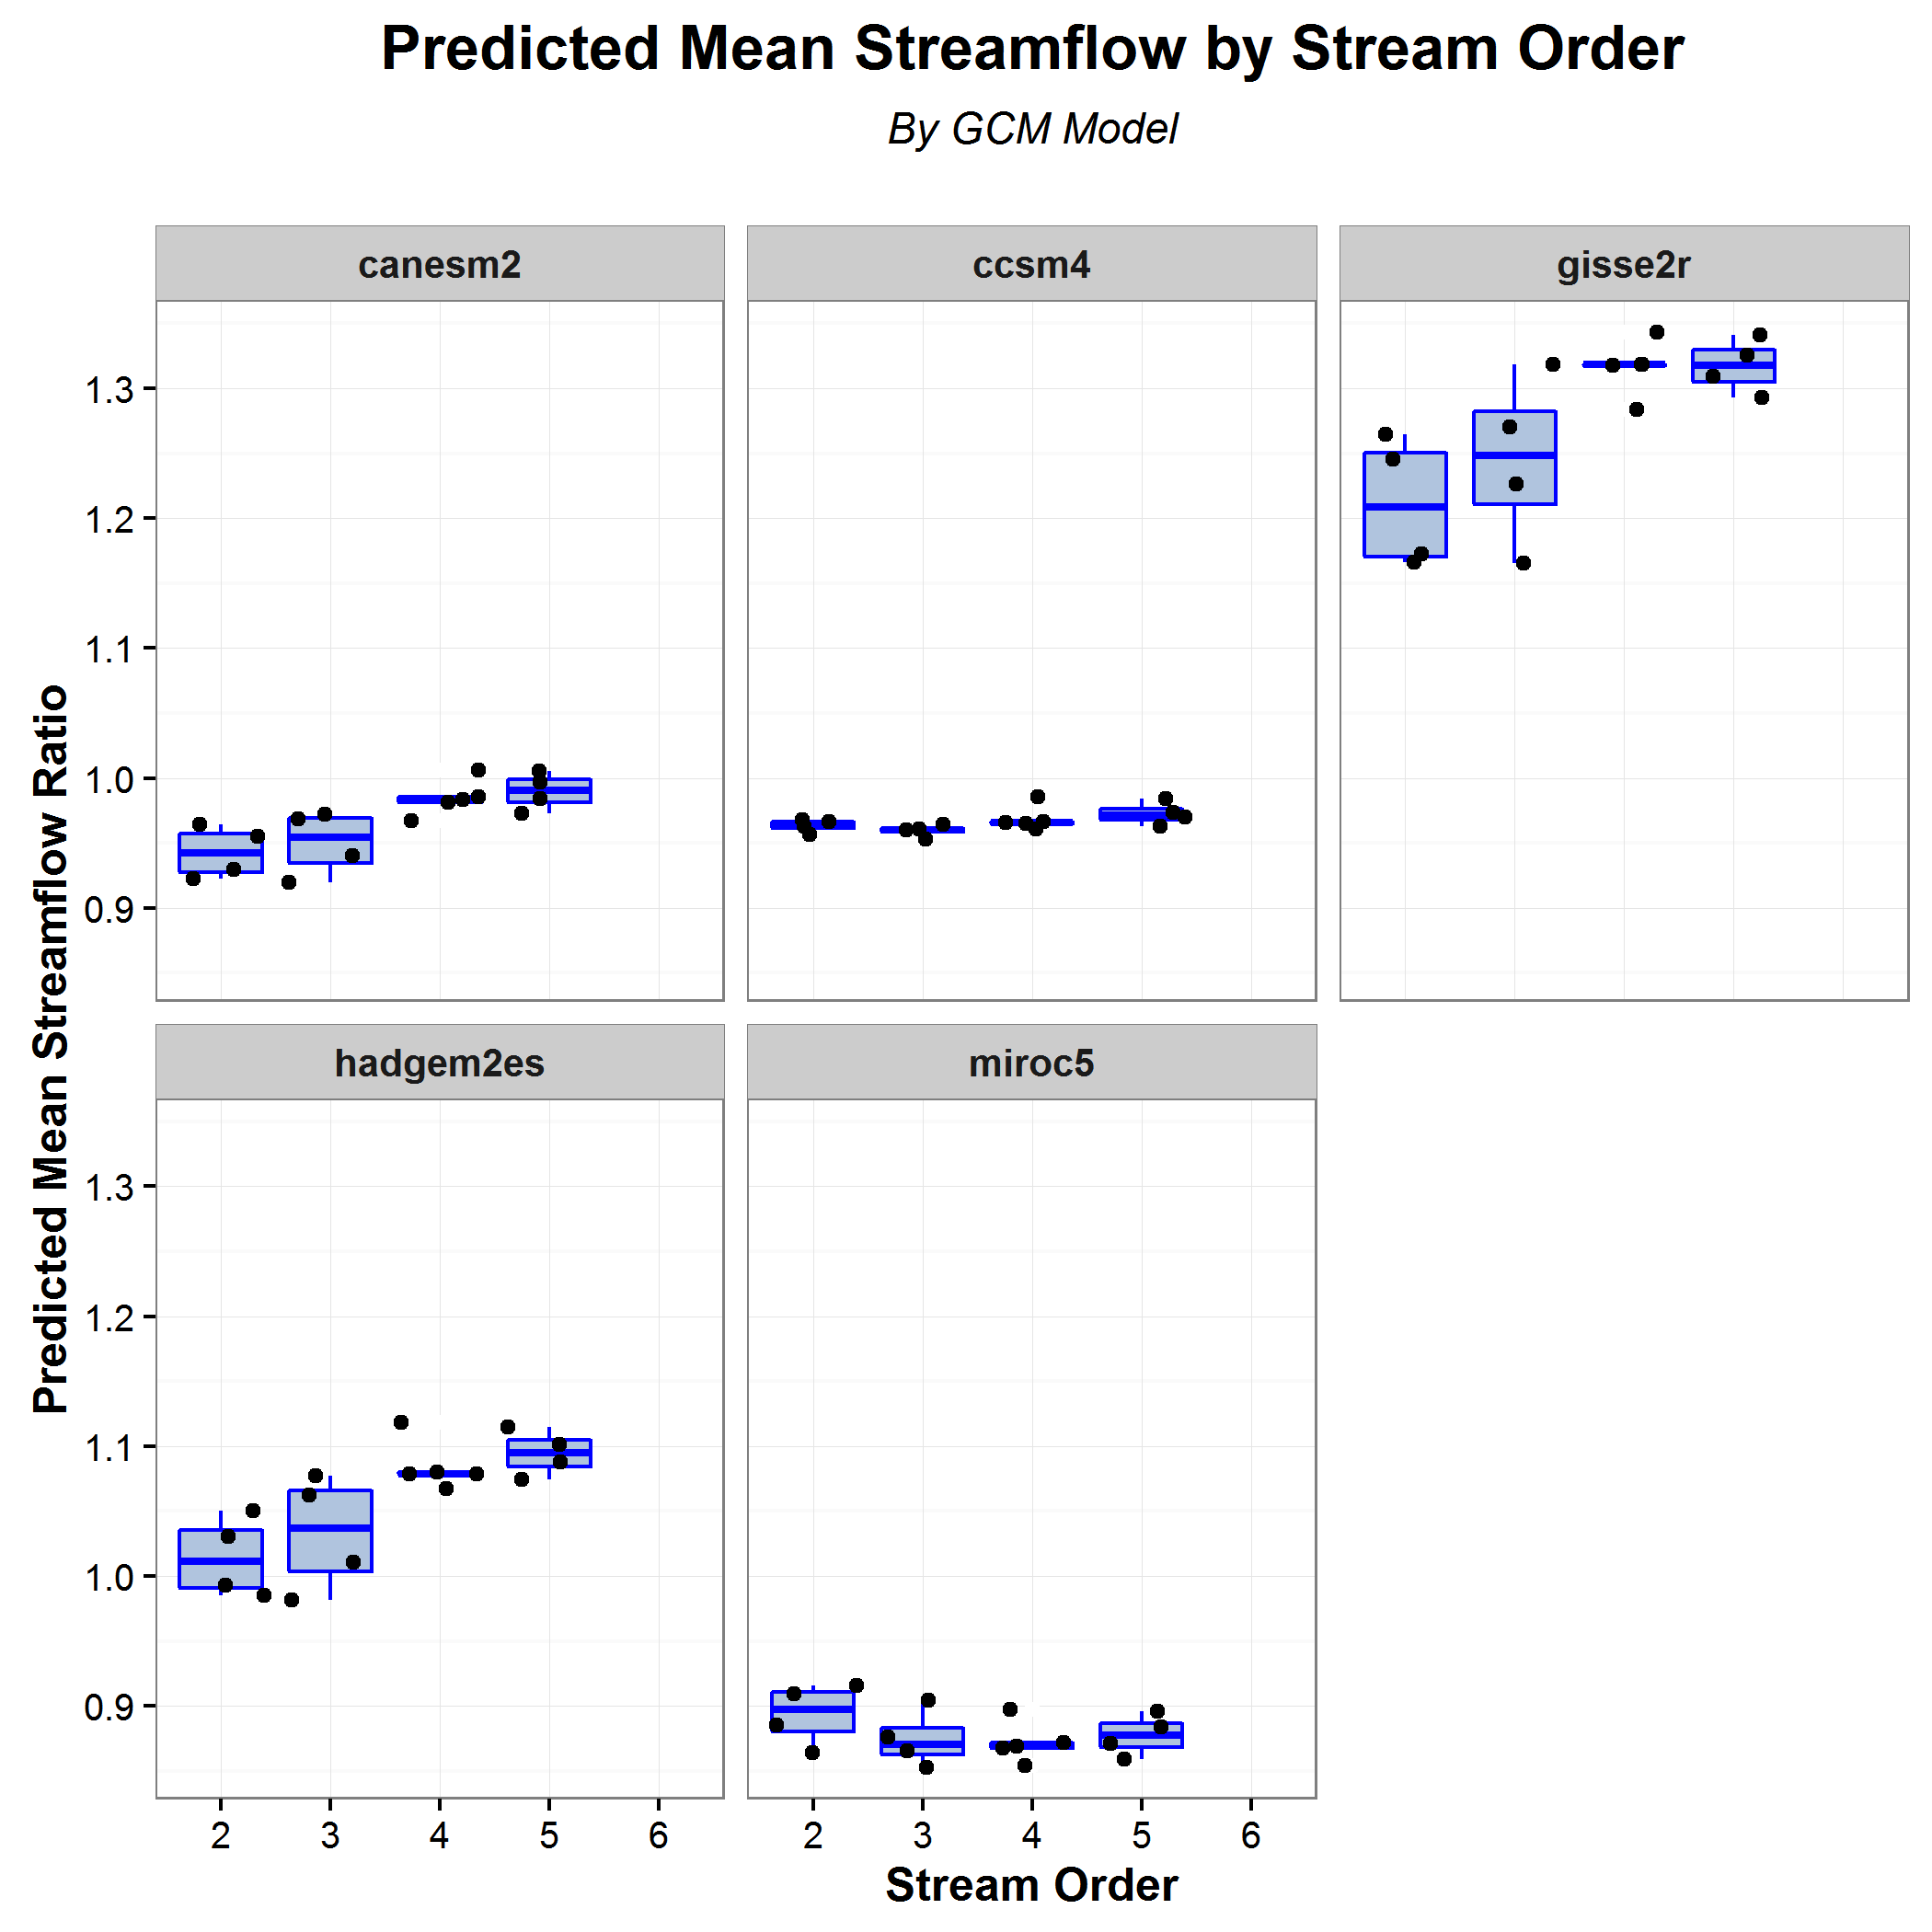 Predicted Mean Streamflow by Stream Order
By GCM Model
canesm2
ccsm4
gisse2r
1.3
1.2
1.1
1.0
0.9
Predicted Mean Streamflow Ratio
hadgem2es
miroc5
1.3
1.2
1.1
1.0
0.9
2 3 4 5 6
2 3 4 5 6
Stream Order